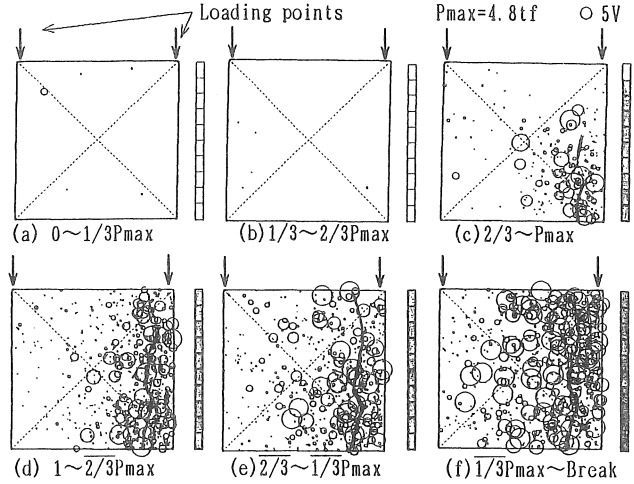 Loading points
Pmax=4.8tf ○ 5V
(a) 0～1/3Pmax
(b)1/3～2/3Pmax
(c)2/3～Pmax
(d) 1～2/3Pmax
(e)2/3～1/3Pmax
(f)1/3Pmax～Break